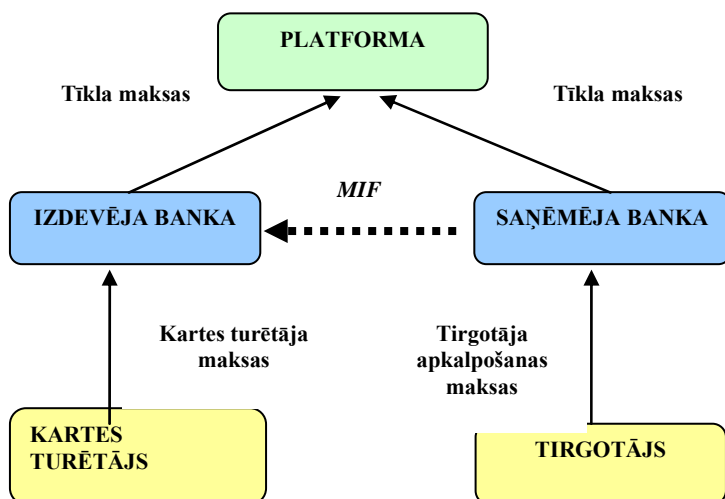 PLATFORMA
Tīkla maksas
Tīkla maksas
MIF
IZDEVĒJA BANKA
SAŅĒMĒJA BANKA
Kartes turētāja
maksas
Tirgotāja
apkalpošanas
maksas
KARTES
TURĒTĀJS
TIRGOTĀJS